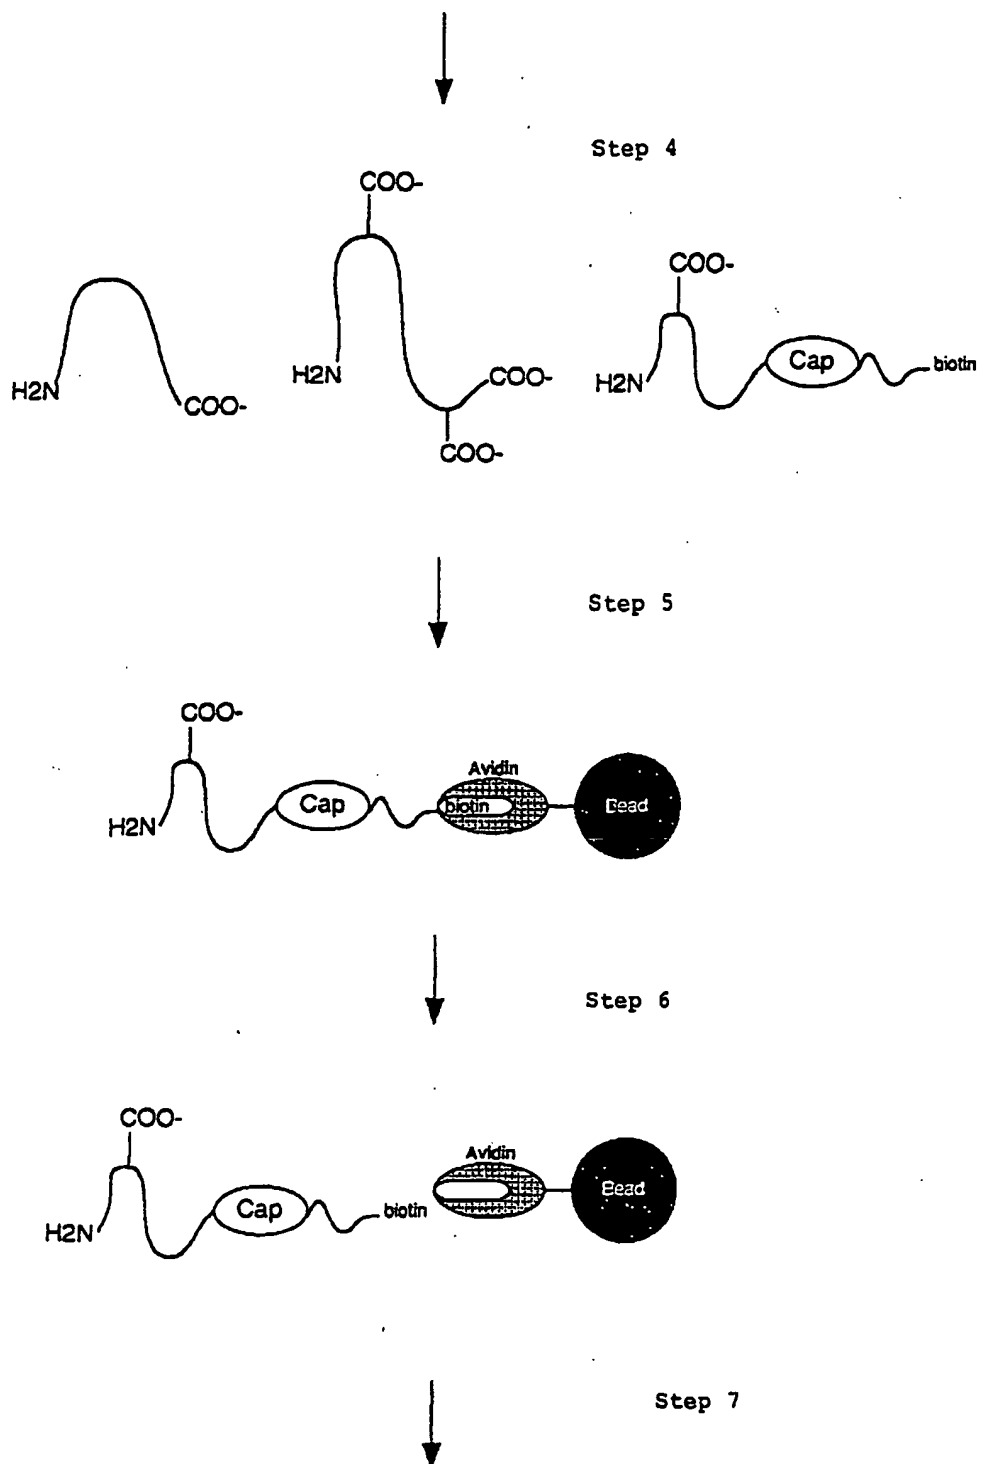 Step 4
COO-
COO-
H2N
COO-
H2N
COO-
COO-
H2N
Cap
biotin
Step 5
COO-
H2N
Cap
Avidin
biotin
Bead
Step 6
COO-
H2N
Cap
biotin
Avidin
Bead
Step 7